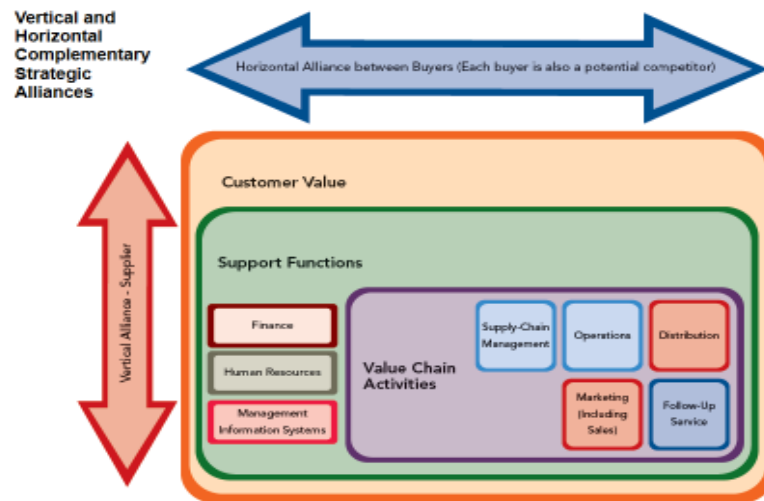 Vertical and
Horizontal
Complementary
Strategic
Alliances
Horizontal Alliance between Buyers (Each buyer is also a potential competitor)
Vertical Alliance - Supplier
Customer Value
Support Functions
Finance
Human Resources
Management
Information Systems
Value Chain
Activities
Supply-Chain
Management
Operations
Distribution
Marketing
(Including
Sales)
Follow-Up
Service